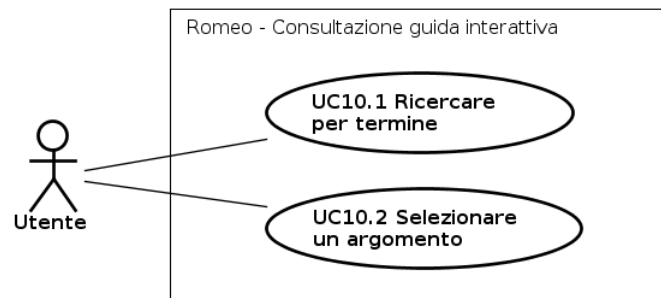 Romeo - Consultazione guida interattiva
UC10.1 Ricercare
per termine
Utente
UC10.2 Selezionare
un argomento